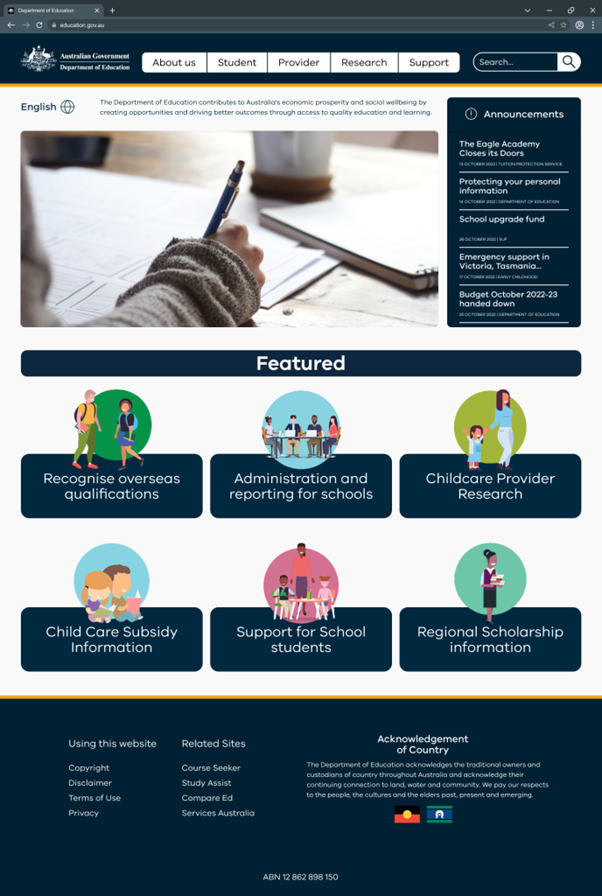 Department of Education
education.gov.au
Australian Government
Department of Education
About us
Student
Provider
Research
Support
Search...
English
The Department of Education contributes to Australia's economic prosperity and social wellbeing by
creating opportunities and driving better outcomes through access to quality education and learning.
Announcements
The Eagle Academy
Closes its Doors
13 OCTOBER 2022 | TUITION PROTECTION SERVICE
Protecting your personal
information
14 OCTOBER 2022 | DEPARTMENT OF EDUCATION
School upgrade fund
26 OCTOBER 2022 | SUF
Emergency support in
Victoria, Tasmania...
17 OCTOBER 2022 | EARLY CHILDHOOD
Budget October 2022-23
handed down
25 OCTOBER 2022 | DEPARTMENT OF EDUCATION
Featured
Recognise overseas
qualifications
Administration and
reporting for schools
Childcare Provider
Research
Child Care Subsidy
Information
Support for School
students
Regional Scholarship
information
Using this website
Copyright
Disclaimer
Terms of Use
Privacy
Related Sites
Course Seeker
Study Assist
Compare Ed
Services Australia
Acknowledgement
of Country
The Department of Education acknowledges the traditional owners and
custodians of country throughout Australia and acknowledge their
continuing connection to land, water and community. We pay our respects
to the people, the cultures and the elders past, present and emerging.
ABN 12 862 898 150